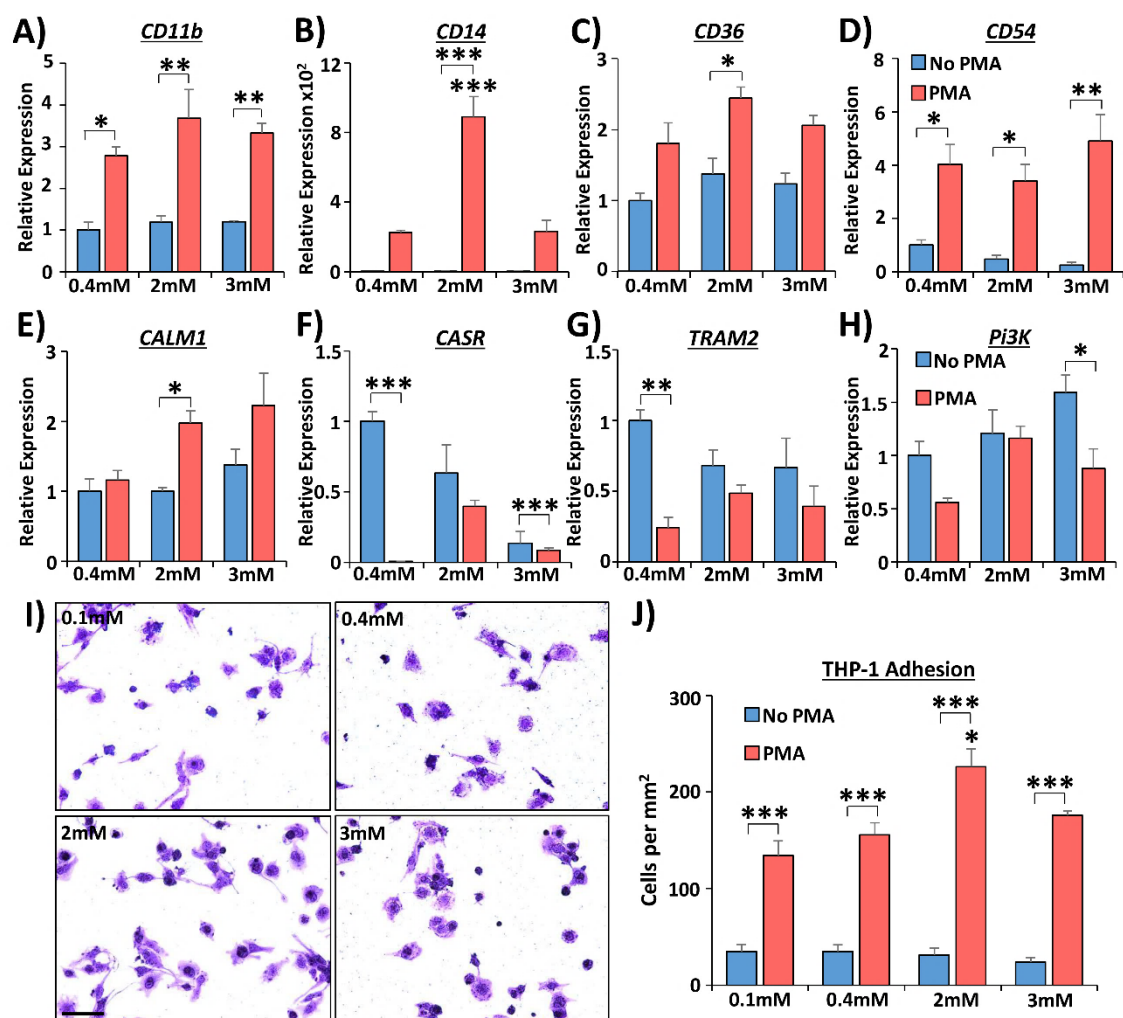 A)
CD11b
Relative Expression
5
4
3
2
1
0
*
**
**
0.4mM 2mM 3mM
B)
CD14
Relative Expression x10²
12
8
4
0
***
***
0.4mM 2mM 3mM
C)
CD36
Relative Expression
3
2
1
0
*
0.4mM 2mM 3mM
D)
CD54
Relative Expression
8
6
4
2
0
No PMA
PMA
*
*
**
0.4mM 2mM 3mM
E)
CALM1
Relative Expression
3
2
1
0
*
0.4mM 2mM 3mM
F)
CASR
Relative Expression
1.5
1
0.5
0
***
***
0.4mM 2mM 3mM
G)
TRAM2
Relative Expression
1.5
1
0.5
0
**
0.4mM 2mM 3mM
H)
Pi3K
Relative Expression
2
1.5
1
0.5
0
No PMA
PMA
*
0.4mM 2mM 3mM
I)
0.1mM
0.4mM
2mM
3mM
J)
THP-1 Adhesion
Cells per mm²
300
200
100
0
No PMA
PMA
***
***
***
*
***
0.1mM 0.4mM 2mM 3mM